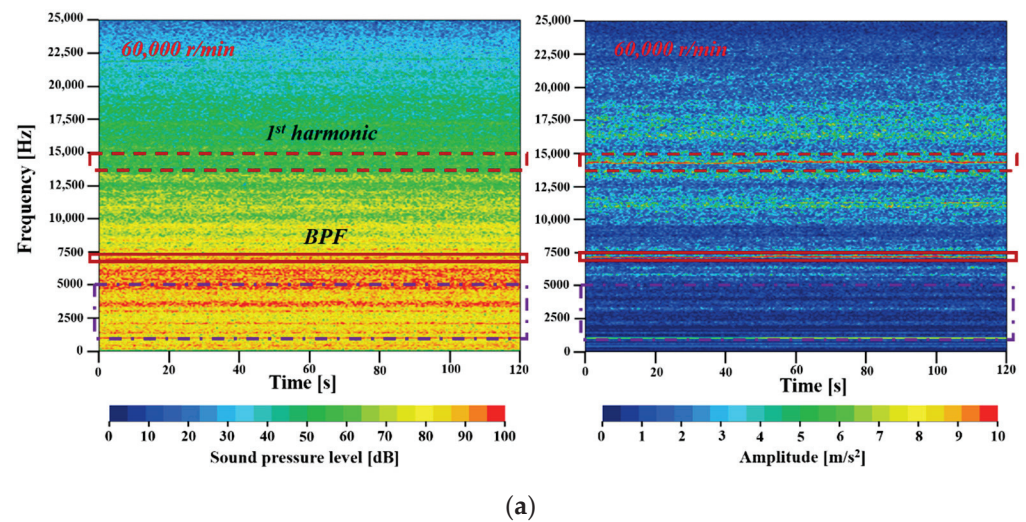 25,000
22,500
20,000
17,500
15,000
12,500
10,000
7500
5000
2500
0
Frequency [Hz]
60,000 r/min
1st harmonic
BPF
0 20 40 60 80 100 120
Time [s]
0 10 20 30 40 50 60 70 80 90 100
Sound pressure level [dB]
25,000
22,500
20,000
17,500
15,000
12,500
10,000
7500
5000
2500
0
60,000 r/min
0 20 40 60 80 100 120
Time [s]
0 1 2 3 4 5 6 7 8 9 10
Amplitude [m/s²]
(a)